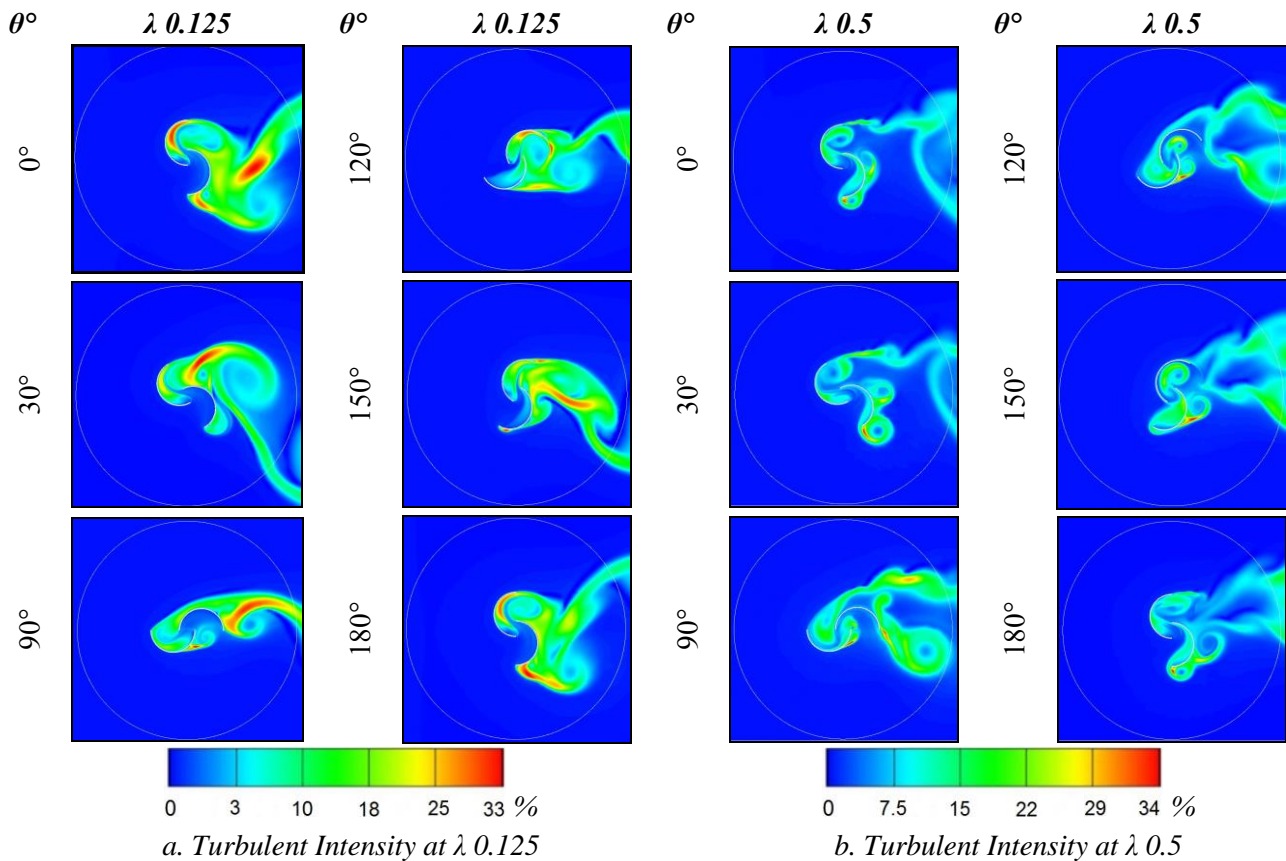 θ° λ 0.125 θ° λ 0.125 θ° λ 0.5 θ° λ 0.5
0° 120° 0° 120°
30° 150° 30° 150°
90° 180° 90° 180°
0 3 10 18 25 33 % 0 7.5 15 22 29 34 %
a. Turbulent Intensity at λ 0.125 b. Turbulent Intensity at λ 0.5